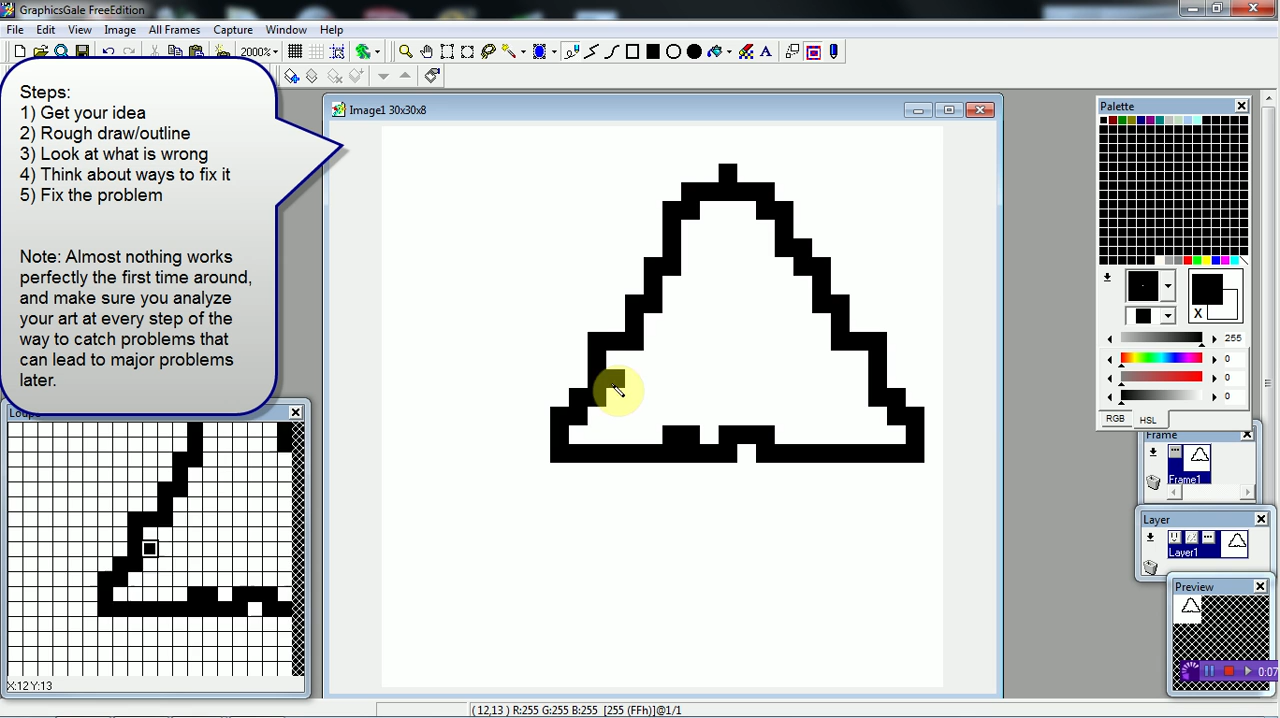 GraphicsGale FreeEdition
File Edit View Image All Frames Capture Window Help
2000%
Steps:
1) Get your idea
2) Rough draw/outline
3) Look at what is wrong
4) Think about ways to fix it
5) Fix the problem
Note: Almost nothing works
perfectly the first time around,
and make sure you analyze
your art at every step of the
way to catch problems that
can lead to major problems
later.
Image1 30x30x8
Palette
X
255
0
0
0
RGB HSL
Loupe
X:12 Y:13
Frame
Frame1
Layer
Layer1
Preview
0:07
(12,13) R:255 G:255 B:255 [255 (FFh)]@1/1